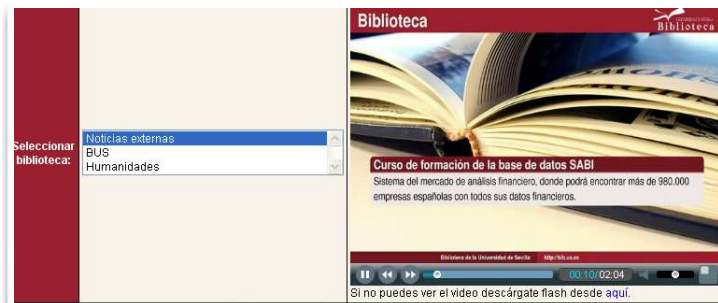 Seleccionar
biblioteca:
Noticias externas
BUS
Humanidades
Biblioteca
Biblioteca
Curso de formación de la base de datos SABI
Sistema del mercado de análisis financiero, donde podrá encontrar más de 980.000
empresas españolas con todos sus datos financieros.
Biblioteca de la Universidad de Sevilla http://bib.us.es
00:10/02:04
Si no puedes ver el video descárgate flash desde aquí.